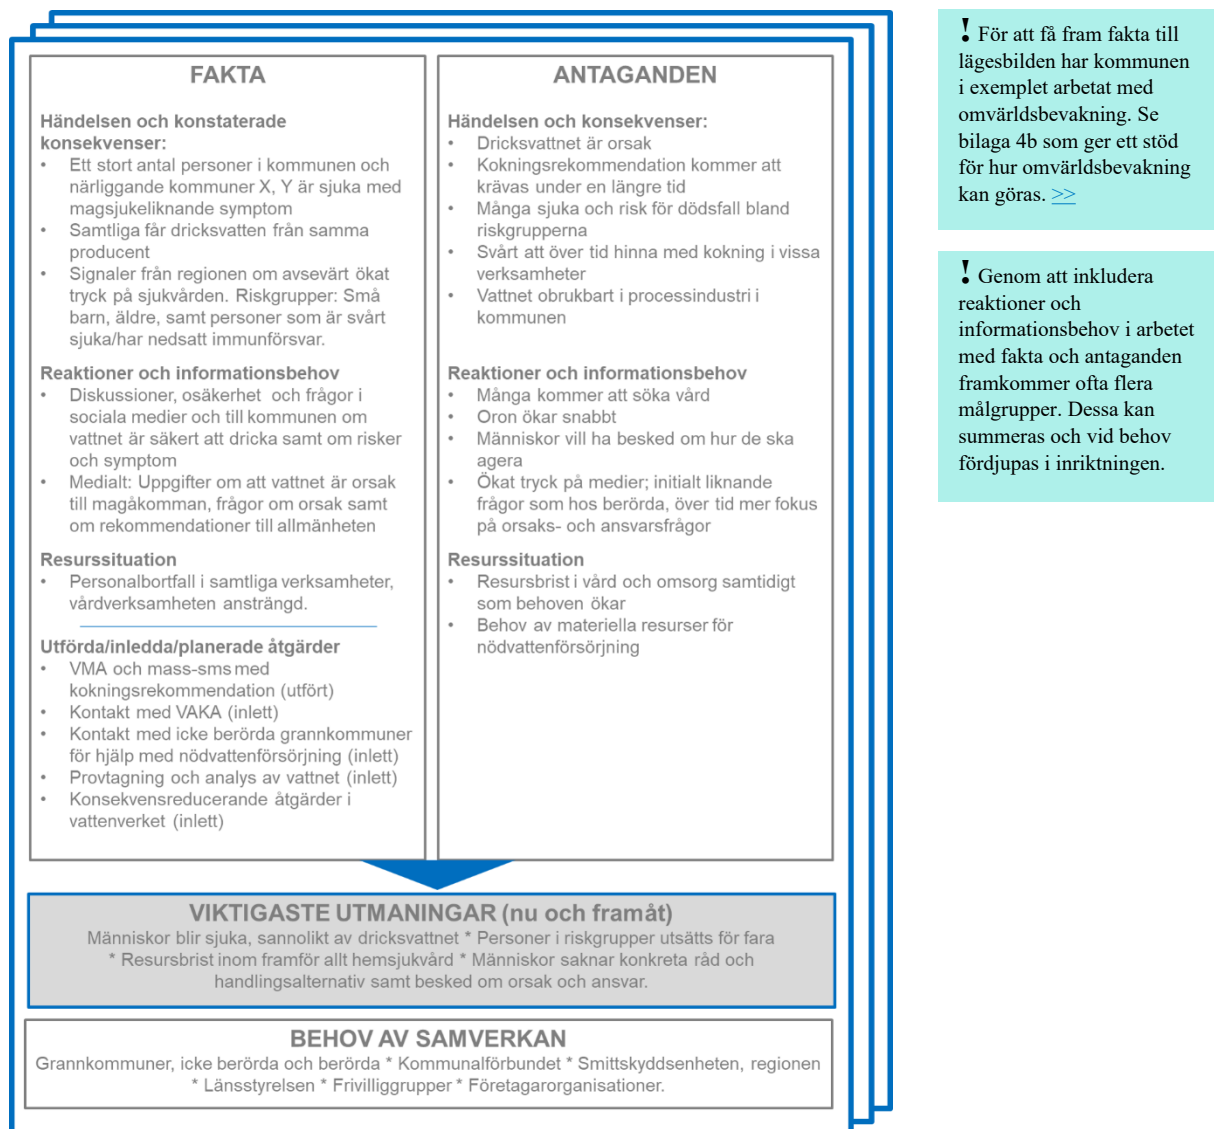 FAKTA
Händelsen och konstaterade
konsekvenser:
• Ett stort antal personer i kommunen och
närliggande kommuner X, Y är sjuka med
magsjukeliknande symptom
• Samtliga får dricksvatten från samma
producent
• Signaler från regionen om avsevärt ökat
tryck på sjukvården. Riskgrupper: Små
barn, äldre, samt personer som är svårt
sjuka/har nedsatt immunförsvar.
Reaktioner och informationsbehov
• Diskussioner, osäkerhet och frågor i
sociala medier och till kommunen om
vattnet är säkert att dricka samt om risker
och symptom
• Medialt: Uppgifter om att vattnet är orsak
till magåkomman, frågor om orsak samt
om rekommendationer till allmänheten
Resurssituation
• Personalbortfall i samtliga verksamheter,
vårdverksamheten ansträngd.
Utförda/inledda/planerade åtgärder
• VMA och mass-sms med
kokningsrekommendation (utfört)
• Kontakt med VAKA (inlett)
• Kontakt med icke berörda grannkommuner
för hjälp med nödvattenförsörjning (inlett)
• Provtagning och analys av vattnet (inlett)
• Konsekvensreducerande åtgärder i
vattenverket (inlett)
ANTAGANDEN
Händelsen och konsekvenser:
• Dricksvattnet är orsak
• Kokningsrekommendation kommer att
krävas under en längre tid
• Många sjuka och risk för dödsfall bland
riskgrupperna
• Svårt att över tid hinna med kokning i vissa
verksamheter
• Vattnet obrukbart i processindustri i
kommunen
Reaktioner och informationsbehov
• Många kommer att söka vård
• Oron ökar snabbt
• Människor vill ha besked om hur de ska
agera
• Ökat tryck på medier; initialt liknande
frågor som hos berörda, över tid mer fokus
på orsaks- och ansvarsfrågor
Resurssituation
• Resursbrist i vård och omsorg samtidigt
som behoven ökar
• Behov av materiella resurser för
nödvattenförsörjning
VIKTIGASTE UTMANINGAR (nu och framåt)
Människor blir sjuka, sannolikt av dricksvattnet * Personer i riskgrupper utsätts för fara
* Resursbrist inom framför allt hemsjukvård * Människor saknar konkreta råd och
handlingsalternativ samt besked om orsak och ansvar.
BEHOV AV SAMVERKAN
Grannkommuner, icke berörda och berörda * Kommunalförbundet * Smittskyddsenheten, regionen
* Länsstyrelsen * Frivilliggrupper * Företagarorganisationer.
! För att få fram fakta till
lägesbilden har kommunen
i exemplet arbetat med
omvärldsbevakning. Se
bilaga 4b som ger ett stöd
för hur omvärldsbevakning
kan göras. >>
! Genom att inkludera
reaktioner och
informationsbehov i arbetet
med fakta och antaganden
framkommer ofta flera
målgrupper. Dessa kan
summeras och vid behov
fördjupas i inriktningen.